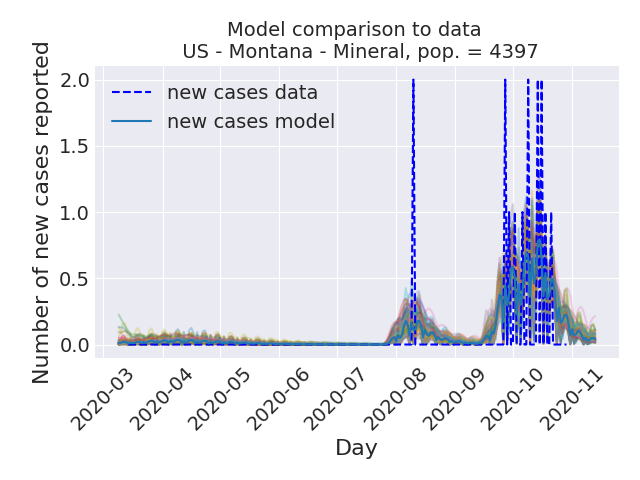 Model comparison to data
US - Montana - Mineral, pop. = 4397
Number of new cases reported
2.0
1.5
1.0
0.5
0.0
new cases data
new cases model
2020-03
2020-04
2020-05
2020-06
2020-07
2020-08
2020-09
2020-10
2020-11
Day